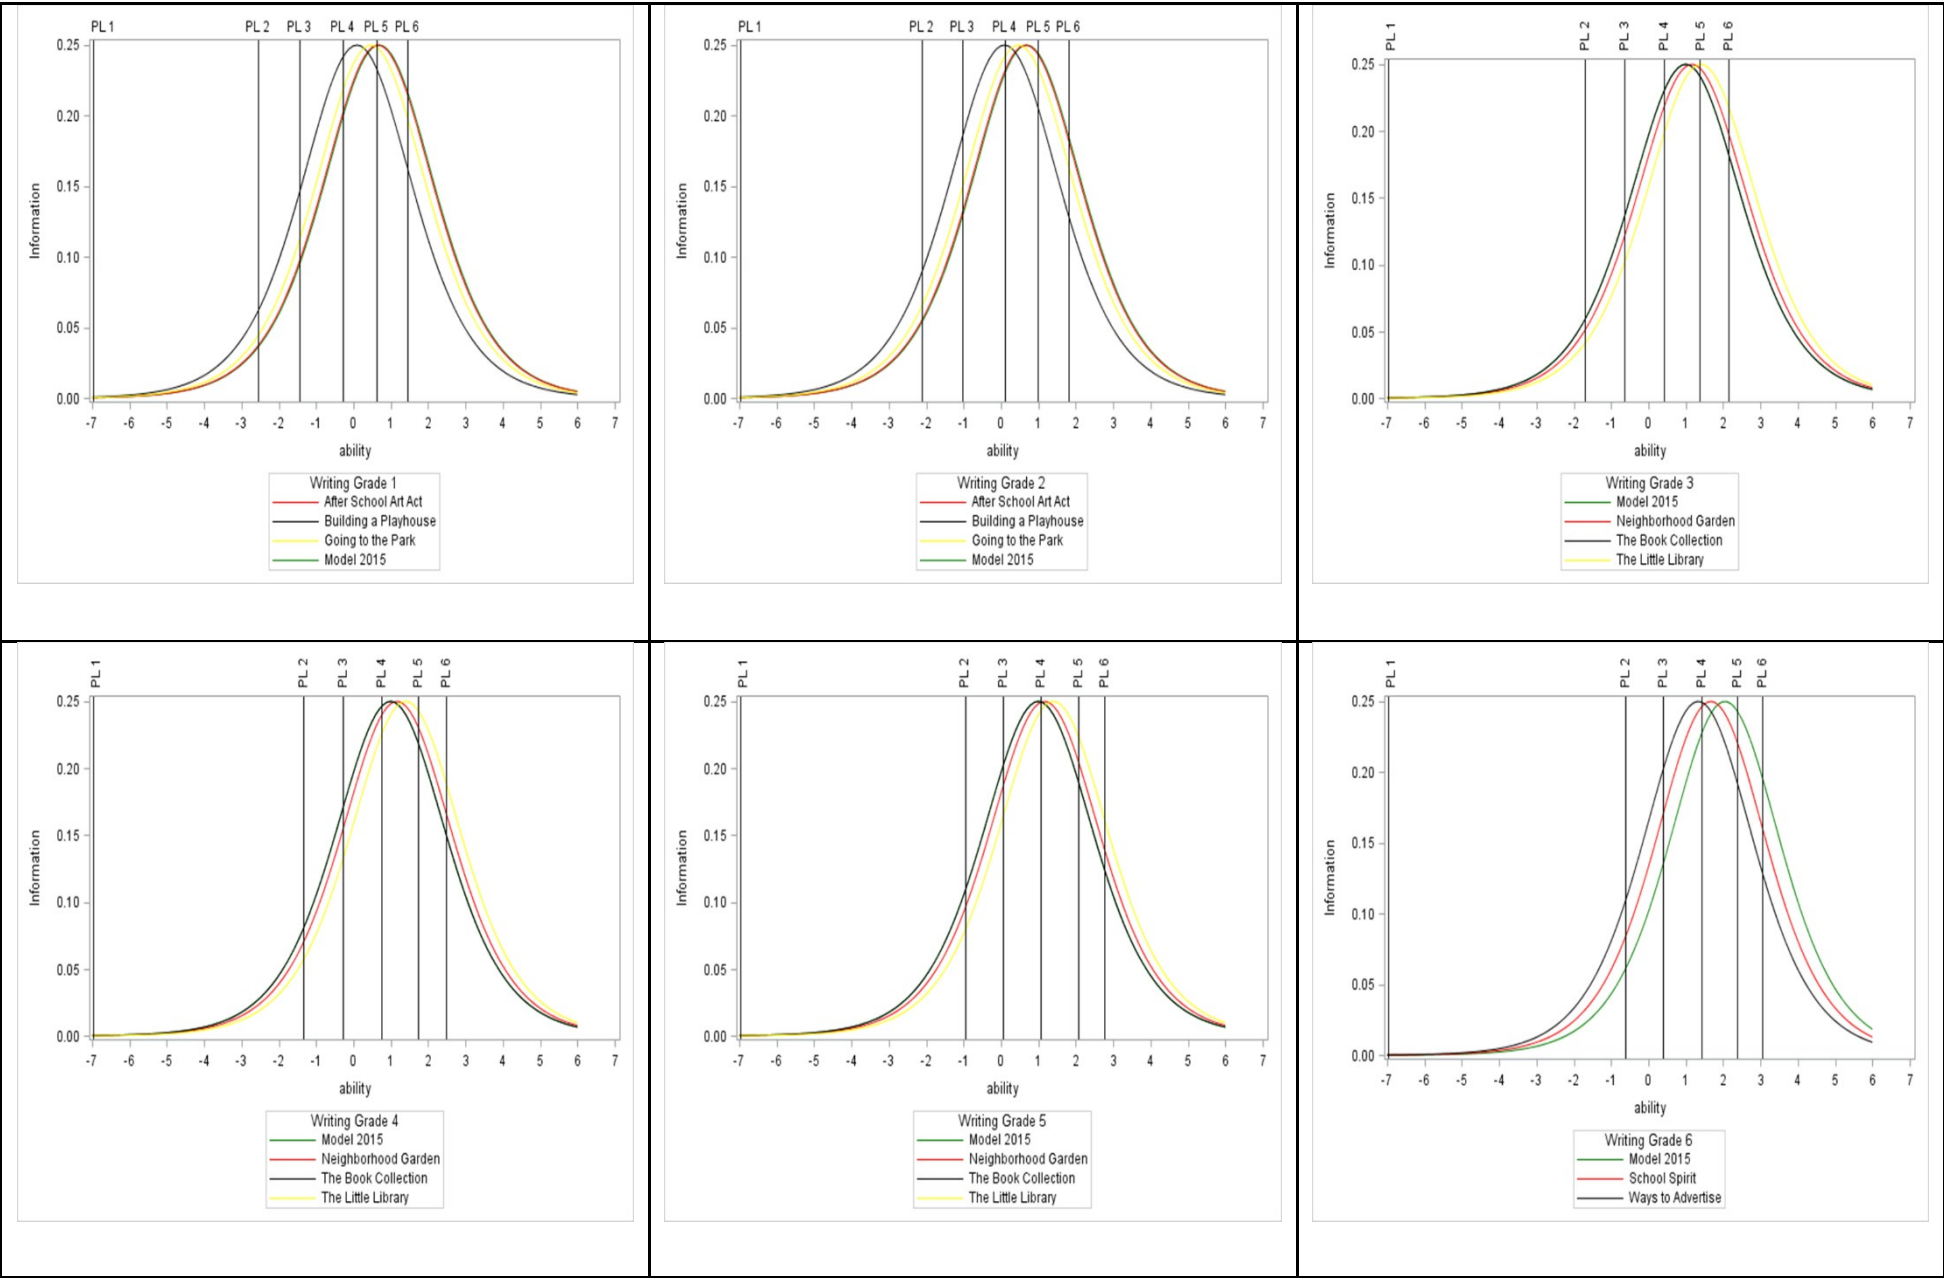 PL 1 PL 2 PL 3 PL 4 PL 5 PL 6
0.25
0.20
0.15
0.10
0.05
0.00
Information
-7 -6 -5 -4 -3 -2 -1 0 1 2 3 4 5 6 7
ability
Writing Grade 1
After School Art Act
Building a Playhouse
Going to the Park
Model 2015
PL 1 PL 2 PL 3 PL 4 PL 5 PL 6
0.25
0.20
0.15
0.10
0.05
0.00
Information
-7 -6 -5 -4 -3 -2 -1 0 1 2 3 4 5 6 7
ability
Writing Grade 2
After School Art Act
Building a Playhouse
Going to the Park
Model 2015
PL 1 PL 2 PL 3 PL 4 PL 5 PL 6
0.25
0.20
0.15
0.10
0.05
0.00
Information
-7 -6 -5 -4 -3 -2 -1 0 1 2 3 4 5 6 7
ability
Writing Grade 3
Model 2015
Neighborhood Garden
The Book Collection
The Little Library
PL 1 PL 2 PL 3 PL 4 PL 5 PL 6
0.25
0.20
0.15
0.10
0.05
0.00
Information
-7 -6 -5 -4 -3 -2 -1 0 1 2 3 4 5 6 7
ability
Writing Grade 4
Model 2015
Neighborhood Garden
The Book Collection
The Little Library
PL 1 PL 2 PL 3 PL 4 PL 5 PL 6
0.25
0.20
0.15
0.10
0.05
0.00
Information
-7 -6 -5 -4 -3 -2 -1 0 1 2 3 4 5 6 7
ability
Writing Grade 5
Model 2015
Neighborhood Garden
The Book Collection
The Little Library
PL 1 PL 2 PL 3 PL 4 PL 5 PL 6
0.25
0.20
0.15
0.10
0.05
0.00
Information
-7 -6 -5 -4 -3 -2 -1 0 1 2 3 4 5 6 7
ability
Writing Grade 6
Model 2015
School Spirit
Ways to Advertise